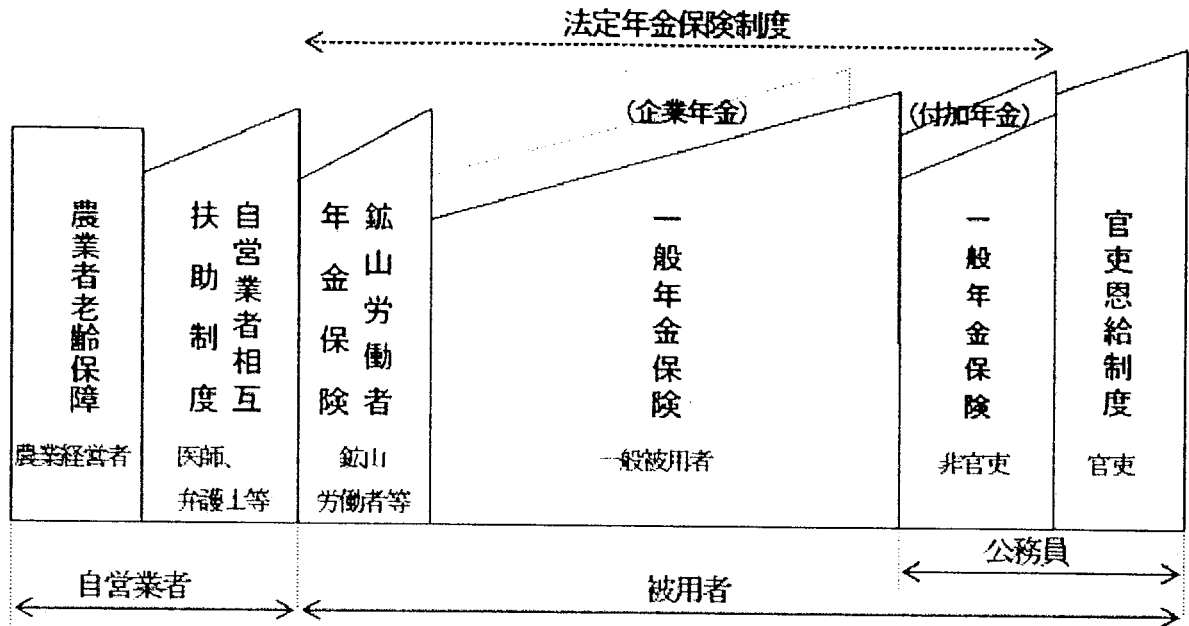 法定年金保険制度
(企業年金)
(付加年金)
農業者老齢保障
自営業者相互
扶助制度
鉱山労働者
年金保険
一般年金保険
一般年金保険
官吏恩給制度
農業経営者
医師、
弁護士等
鉱山
労働者等
一般被用者
非官吏
官吏
公務員
自営業者
被用者